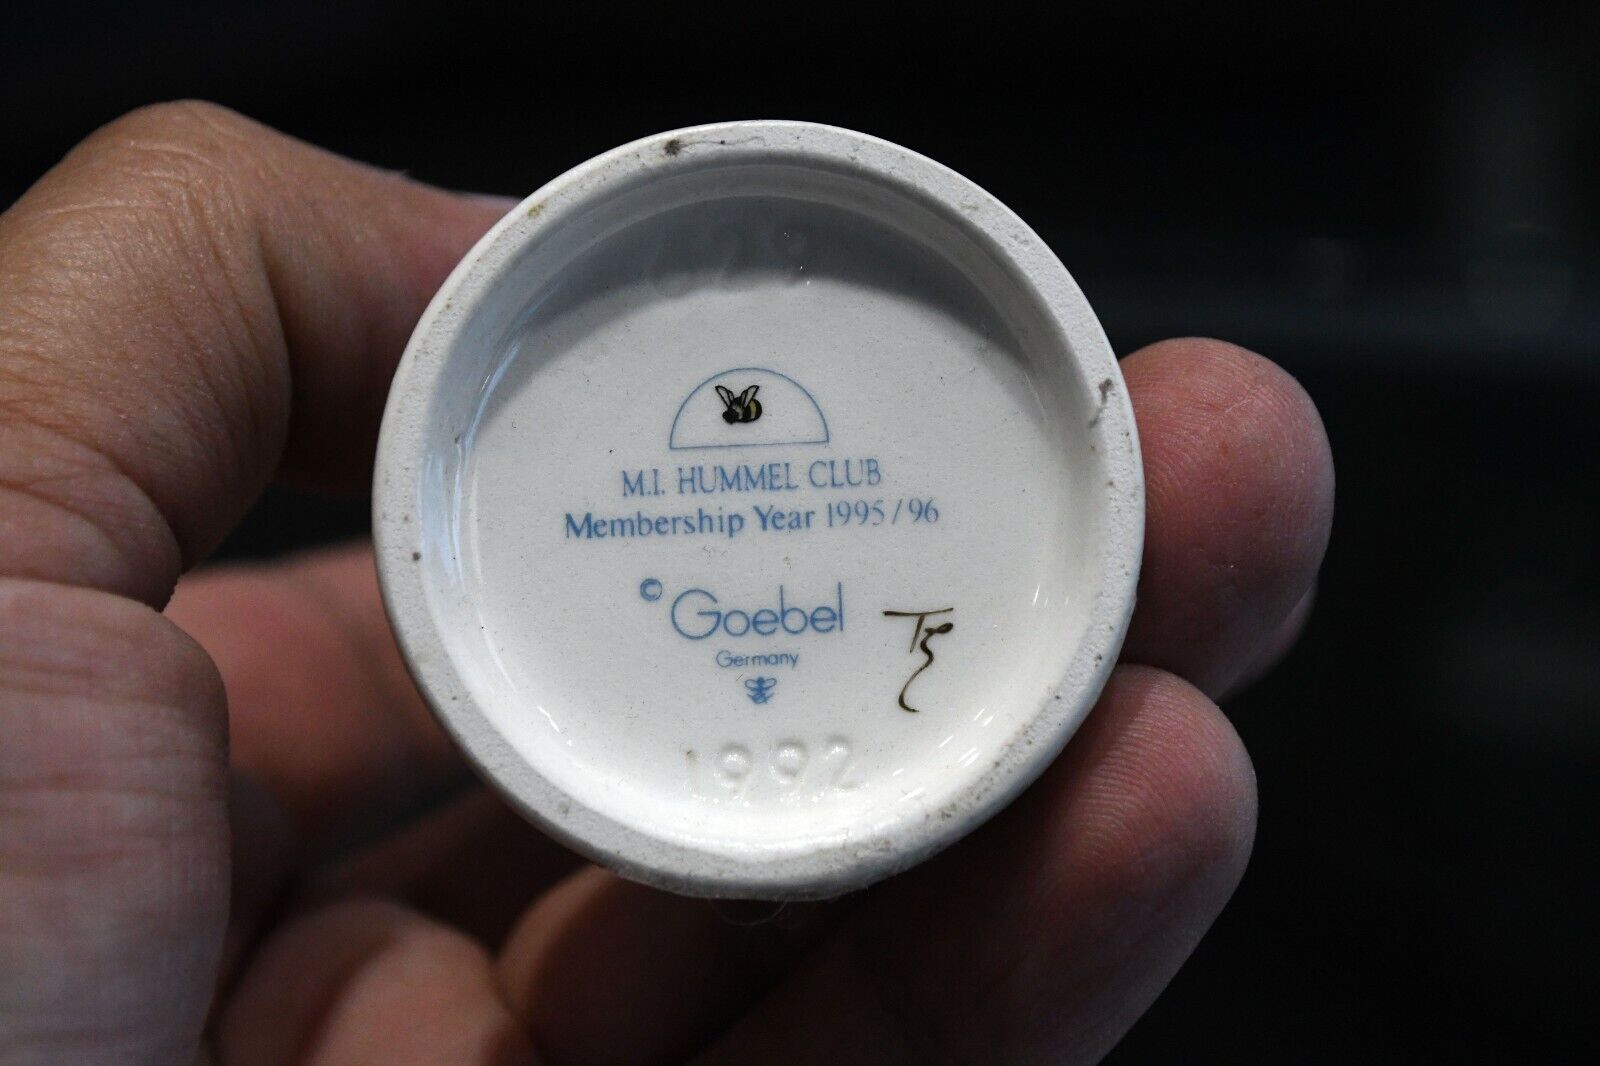 M.I. HUMMEL CLUB
Membership Year 1995/96
© Goebel
Germany
1992